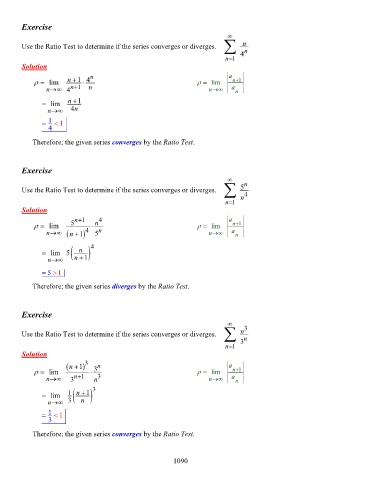 Exercise
Use the Ratio Test to determine if the series converges or diverges. \sum_{n=1}^{\infty} \frac{n}{4^n}
Solution
\rho = \lim_{n\to\infty} \frac{n+1}{4^{n+1}} \cdot \frac{4^n}{n} \rho = \lim_{n\to\infty} \left|\frac{a_{n+1}}{a_n}\right|
= \lim_{n\to\infty} \frac{n+1}{4n}
= \frac{1}{4} < 1
Therefore; the given series converges by the Ratio Test.
Exercise
Use the Ratio Test to determine if the series converges or diverges. \sum_{n=1}^{\infty} \frac{5^n}{n^4}
Solution
\rho = \lim_{n\to\infty} \frac{5^{n+1}}{(n+1)^4} \cdot \frac{n^4}{5^n} \rho = \lim_{n\to\infty} \left|\frac{a_{n+1}}{a_n}\right|
= \lim_{n\to\infty} 5\left(\frac{n}{n+1}\right)^4
= 5 > 1
Therefore; the given series diverges by the Ratio Test.
Exercise
Use the Ratio Test to determine if the series converges or diverges. \sum_{n=1}^{\infty} \frac{n^3}{3^n}
Solution
\rho = \lim_{n\to\infty} \frac{(n+1)^3}{3^{n+1}} \cdot \frac{3^n}{n^3} \rho = \lim_{n\to\infty} \left|\frac{a_{n+1}}{a_n}\right|
= \lim_{n\to\infty} \frac{1}{3}\left(\frac{n+1}{n}\right)^3
= \frac{1}{3} < 1
Therefore; the given series converges by the Ratio Test.
1090